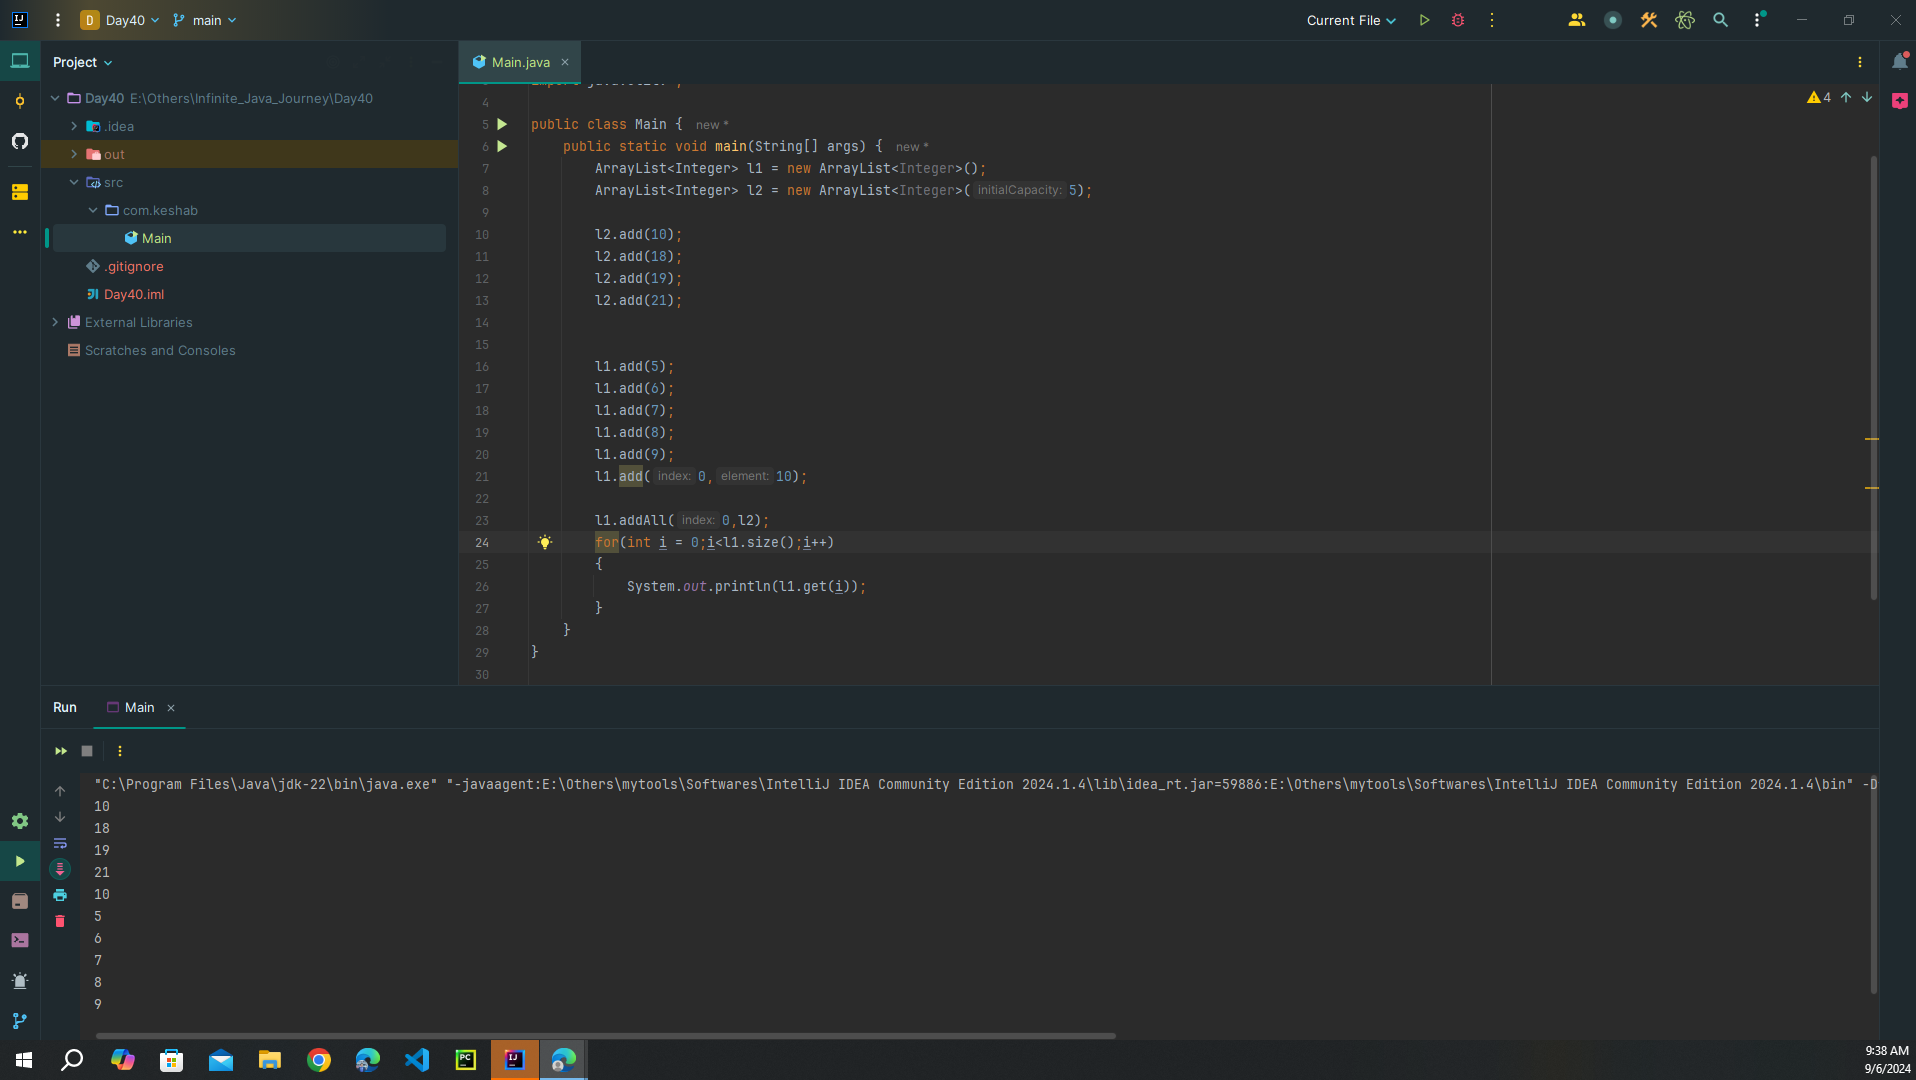 D Day40 main Current File
Project
Day40 E:\Others\Infinite_Java_Journey\Day40
.idea
out
src
com.keshab
Main
.gitignore
Day40.iml
External Libraries
Scratches and Consoles
Main.java
4
4
5 public class Main { new *
6 public static void main(String[] args) { new *
7 ArrayList<Integer> l1 = new ArrayList<Integer>();
8 ArrayList<Integer> l2 = new ArrayList<Integer>( initialCapacity: 5);
9
10 l2.add(10);
11 l2.add(18);
12 l2.add(19);
13 l2.add(21);
14
15
16 l1.add(5);
17 l1.add(6);
18 l1.add(7);
19 l1.add(8);
20 l1.add(9);
21 l1.add( index: 0, element: 10);
22
23 l1.addAll( index: 0,l2);
24 for(int i = 0;i<l1.size();i++)
25 {
26 System.out.println(l1.get(i));
27 }
28 }
29 }
30
Run Main
"C:\Program Files\Java\jdk-22\bin\java.exe" "-javaagent:E:\Others\mytools\Softwares\IntelliJ IDEA Community Edition 2024.1.4\lib\idea_rt.jar=59886:E:\Others\mytools\Softwares\IntelliJ IDEA Community Edition 2024.1.4\bin" -D
10
18
19
21
10
5
6
7
8
9
9:38 AM
9/6/2024